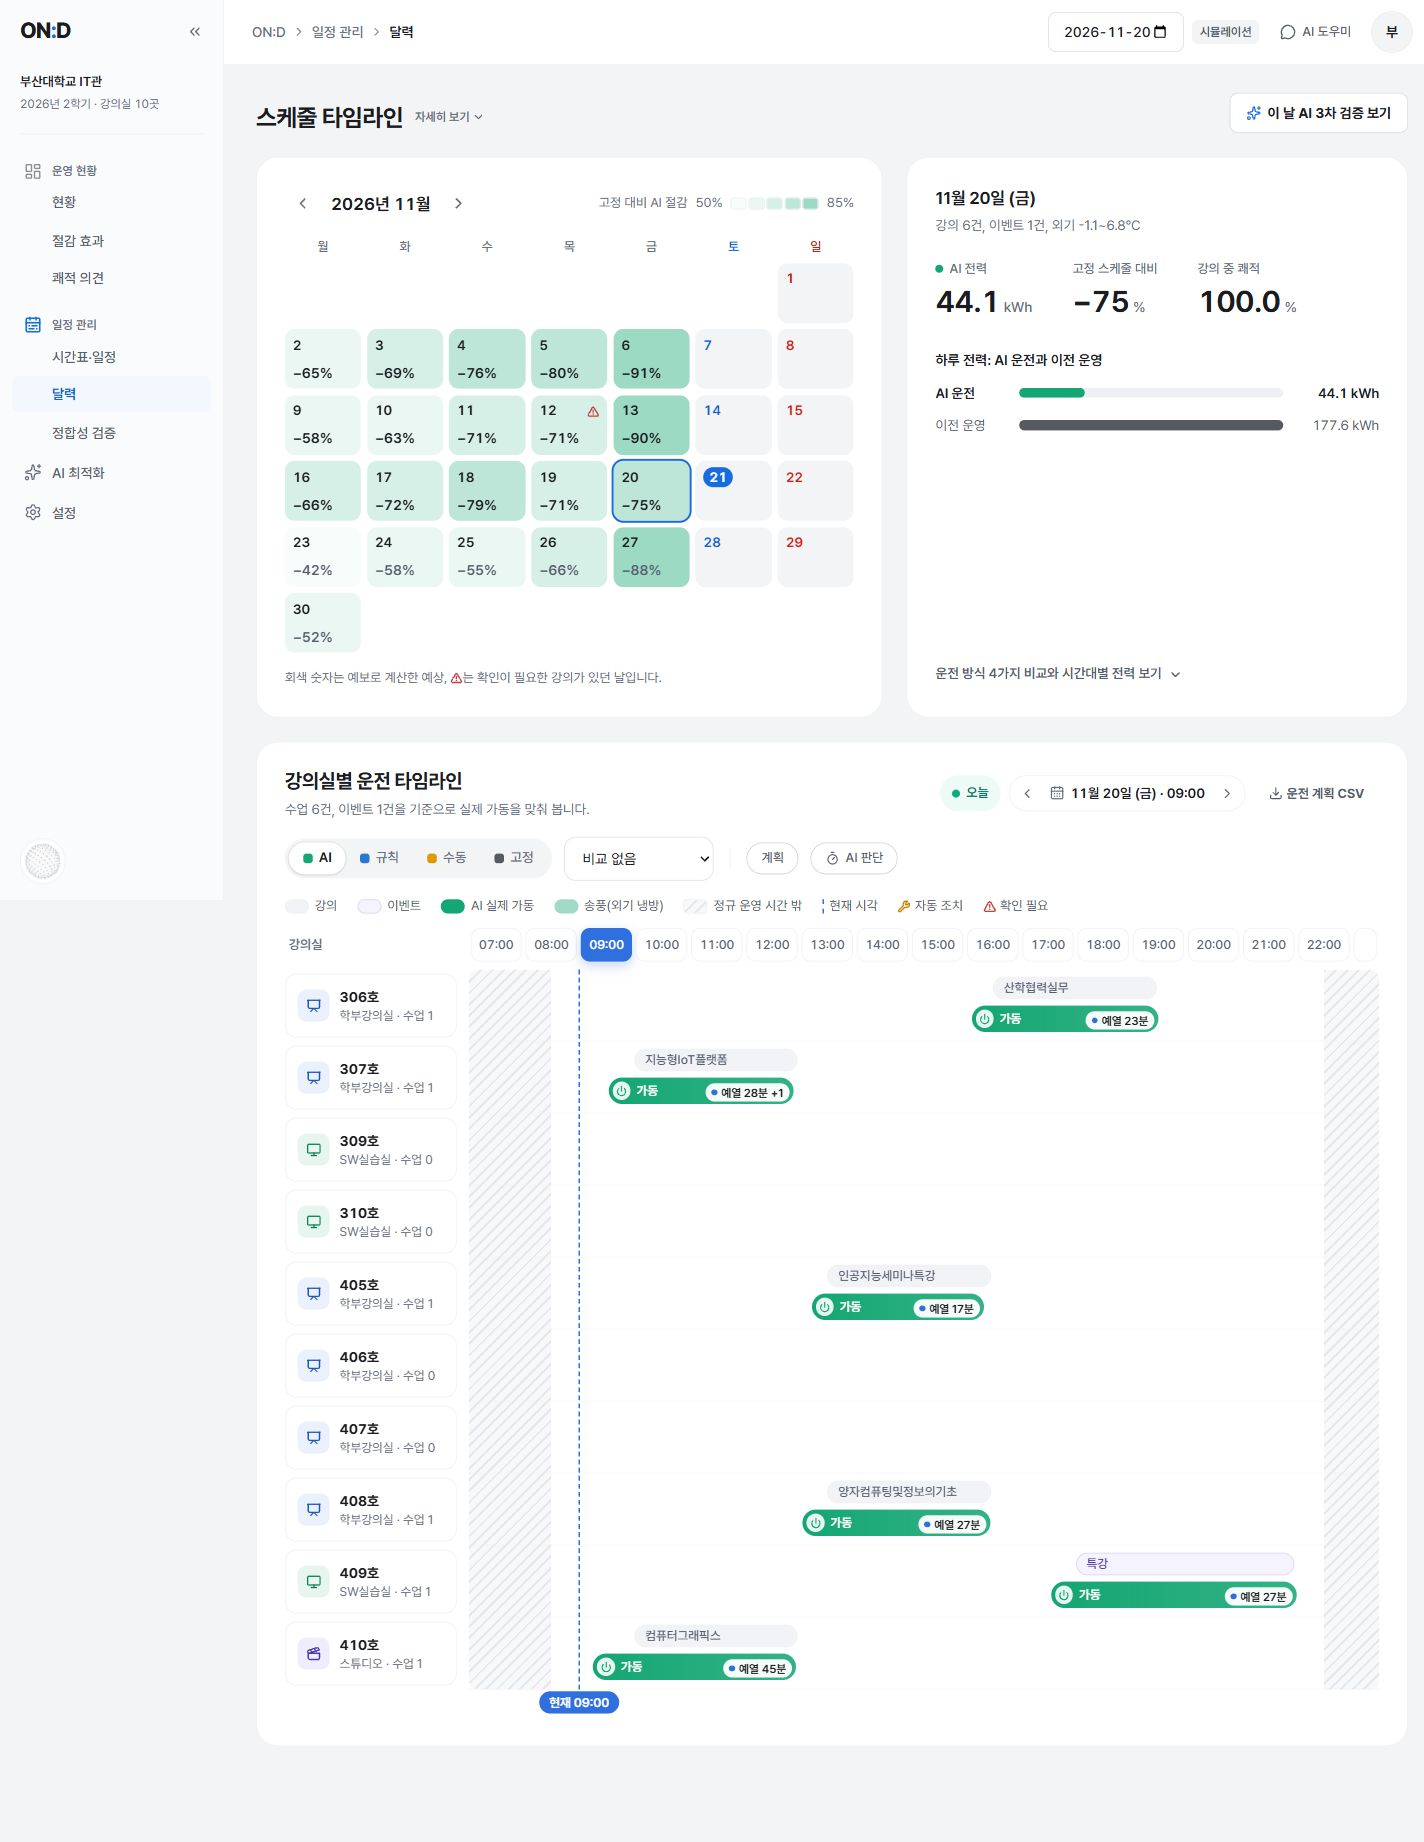 ON:D
부산대학교 IT관
2026년 2학기 · 강의실 10곳
운영 현황
현황
절감 효과
쾌적 의견
일정 관리
시간표·일정
달력
정합성 검증
AI 최적화
설정
ON:D > 일정 관리 > 달력
2026-11-20 시뮬레이션 AI 도우미 부
스케줄 타임라인 자세히 보기
이 날 AI 3차 검증 보기
2026년 11월
고정 대비 AI 절감 50% 85%
월 화 수 목 금 토 일
1
2 3 4 5 6 7 8
−65% −69% −76% −80% −91%
9 10 11 12 13 14 15
−58% −63% −71% −71% −90%
16 17 18 19 20 21 22
−66% −72% −79% −71% −75%
23 24 25 26 27 28 29
−42% −58% −55% −66% −88%
30
−52%
회색 숫자는 예보로 계산한 예상, 는 확인이 필요한 강의가 있던 날입니다.
11월 20일 (금)
강의 6건, 이벤트 1건, 외기 -1.1~6.8°C
AI 전력 고정 스케줄 대비 강의 중 쾌적
44.1 kWh −75 % 100.0 %
하루 전력: AI 운전과 이전 운영
AI 운전 44.1 kWh
이전 운영 177.6 kWh
운전 방식 4가지 비교와 시간대별 전력 보기
강의실별 운전 타임라인
수업 6건, 이벤트 1건을 기준으로 실제 가동을 맞춰 봅니다.
오늘 11월 20일 (금) · 09:00 운전 계획 CSV
AI 규칙 수동 고정 비교 없음 계획 AI 판단
강의 이벤트 AI 실제 가동 송풍(외기 냉방) 정규 운영 시간 밖 현재 시각 자동 조치 확인 필요
강의실 07:00 08:00 09:00 10:00 11:00 12:00 13:00 14:00 15:00 16:00 17:00 18:00 19:00 20:00 21:00 22:00
306호
학부강의실 · 수업 1
산학협력실무
가동 예열 23분
307호
학부강의실 · 수업 1
지능형IoT플랫폼
가동 예열 28분 +1
309호
SW실습실 · 수업 0
310호
SW실습실 · 수업 0
405호
학부강의실 · 수업 1
인공지능세미나특강
가동 예열 17분
406호
학부강의실 · 수업 0
407호
학부강의실 · 수업 0
408호
학부강의실 · 수업 1
양자컴퓨팅및정보의기초
가동 예열 27분
409호
SW실습실 · 수업 1
특강
가동 예열 27분
410호
스튜디오 · 수업 1
컴퓨터그래픽스
가동 예열 45분
현재 09:00